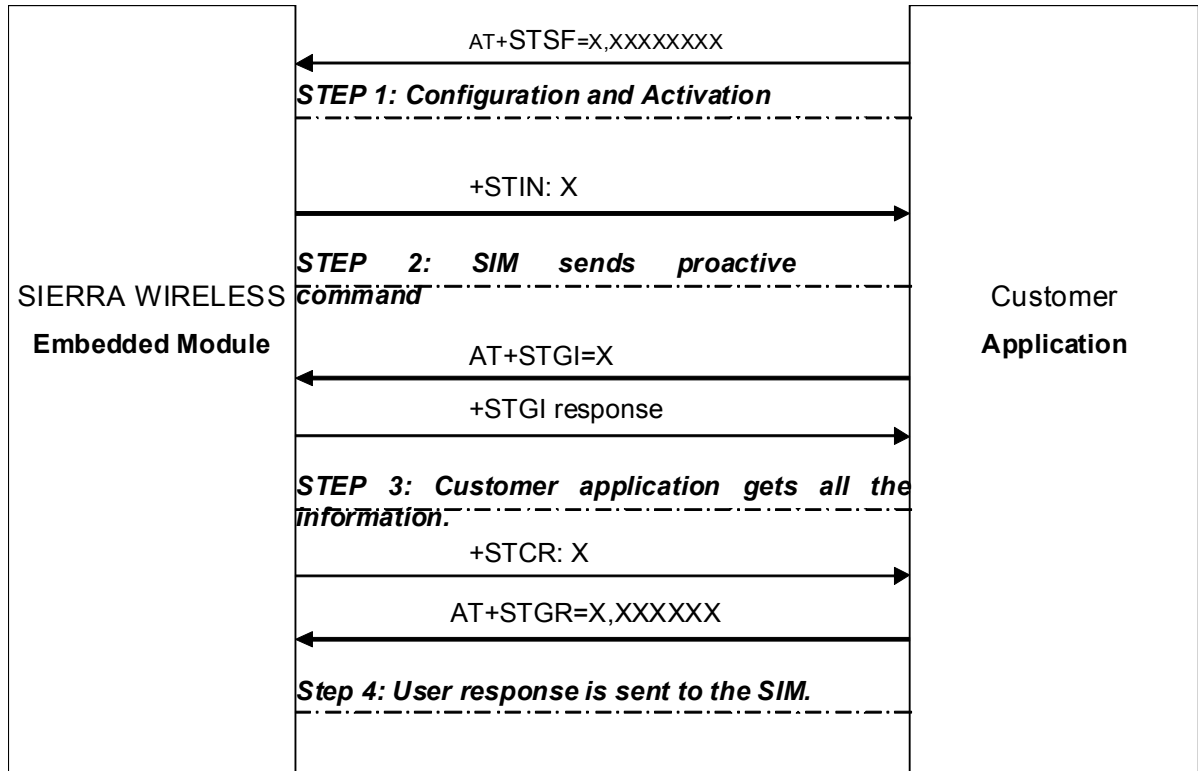 AT+STSF=X,XXXXXXXX
STEP 1: Configuration and Activation
+STIN: X
STEP 2: SIM sends proactive
command
SIERRA WIRELESS
Embedded Module
Customer
Application
AT+STGI=X
+STGI response
STEP 3: Customer application gets all the
information.
+STCR: X
AT+STGR=X,XXXXXX
Step 4: User response is sent to the SIM.